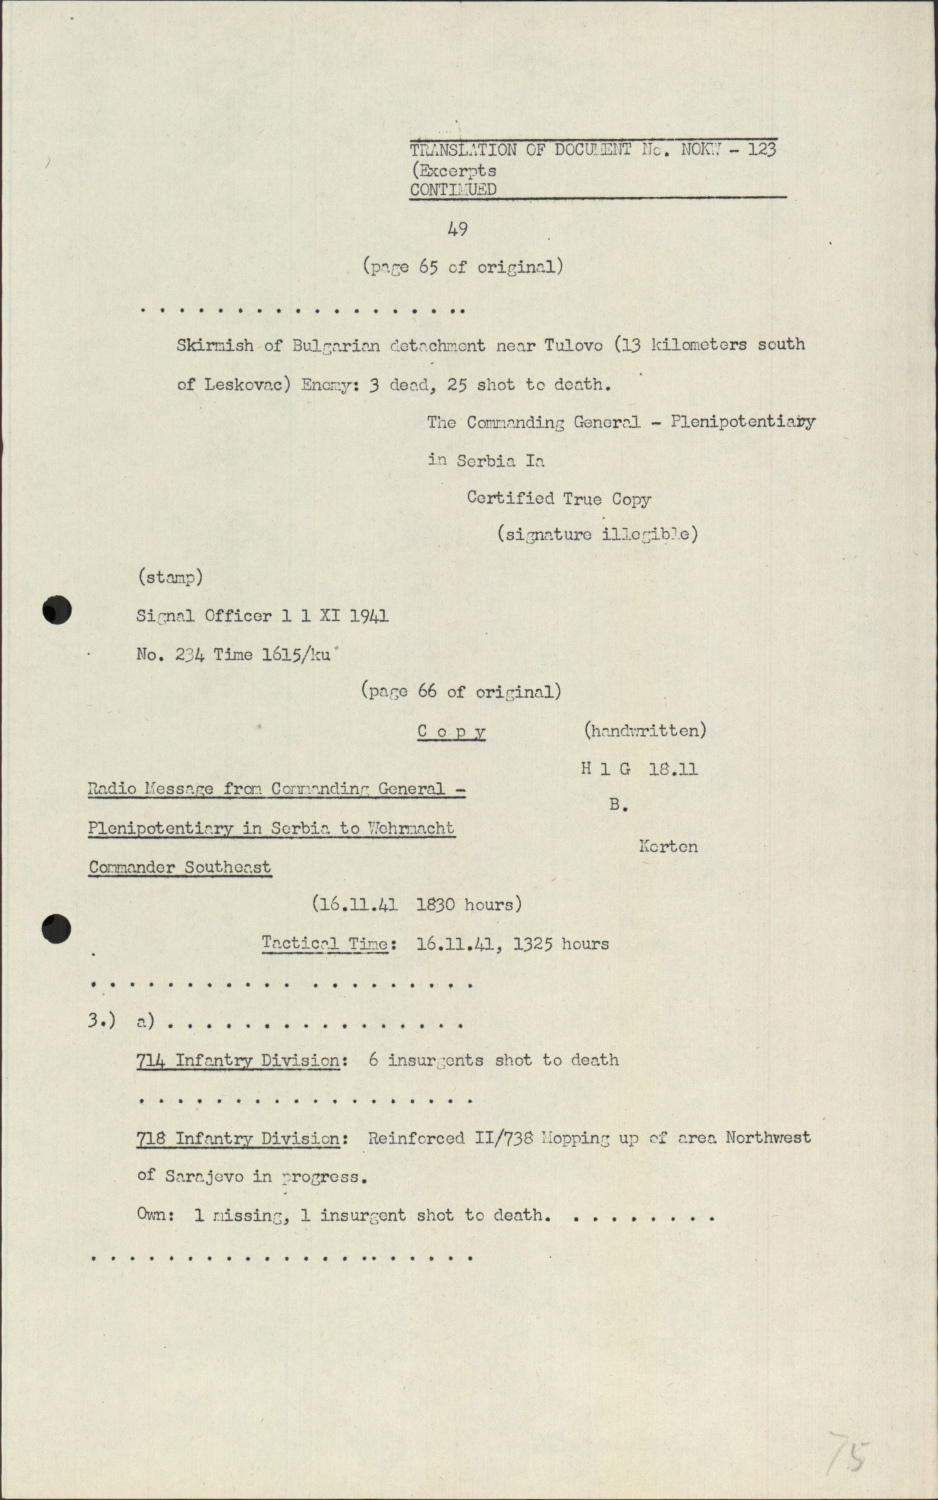 TRANSLATION OF DOCUMENT No. NOKW - 123
(Excerpts
CONTINUED
49
(page 65 of original)
. . . . . . . . . . . . . . . . . ..
Skirmish of Bulgarian detachment near Tulovo (13 kilometers south
of Leskovac) Enemy: 3 dead, 25 shot to death.
The Commanding General - Plenipotentiary
in Serbia Ia
Certified True Copy
(signature illegible)
(stamp)
Signal Officer 1 1 XI 1941
No. 234 Time 1615/ku
(page 66 of original)
C o p y (handwritten)
H 1 G 18.11
Radio Message from Commanding General -
B.
Plenipotentiary in Serbia to Wehrmacht
Korten
Commander Southeast
(16.11.41 1830 hours)
Tactical Time: 16.11.41, 1325 hours
. . . . . . . . . . . . . . . . . . . .
3.) a) . . . . . . . . . . . . . . . .
714 Infantry Division: 6 insurgents shot to death
. . . . . . . . . . . . . . . . . .
718 Infantry Division: Reinforced II/738 Mopping up of area Northwest
of Sarajevo in progress.
Own: 1 missing, 1 insurgent shot to death. . . . . . . . .
. . . . . . . . . . . . . . .. . . . . .
75